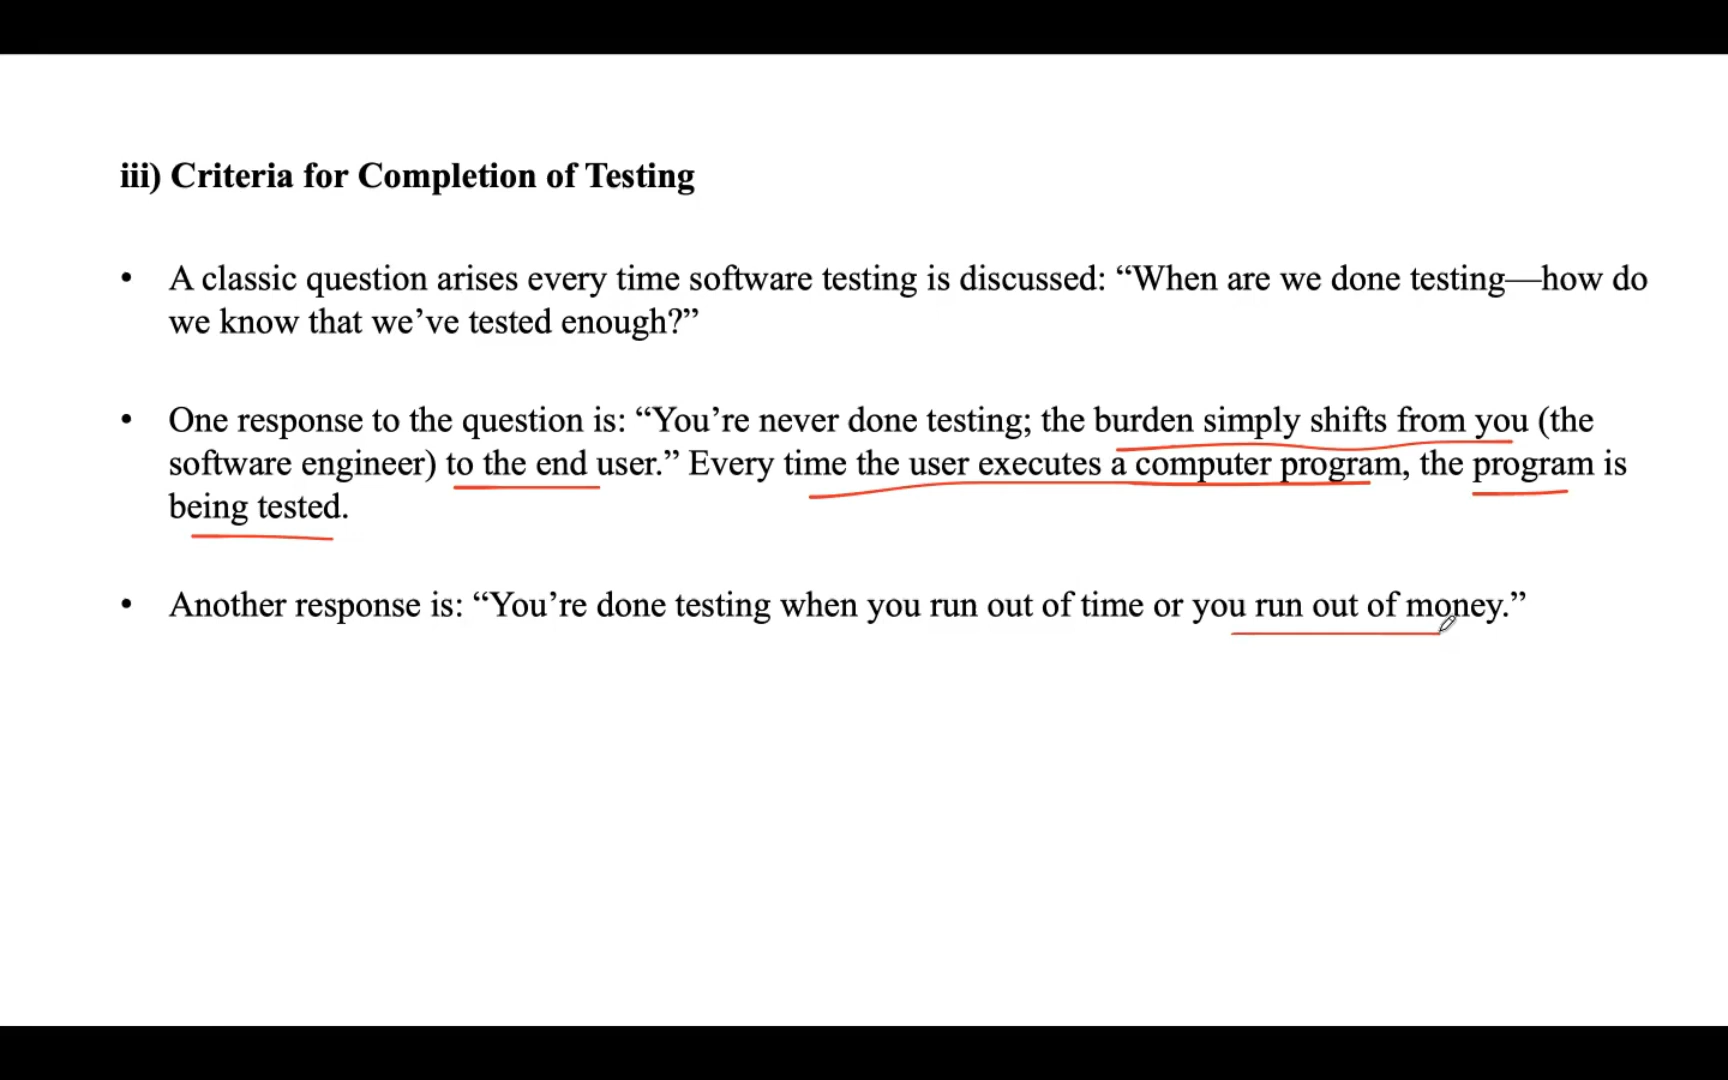 iii) Criteria for Completion of Testing
• A classic question arises every time software testing is discussed: “When are we done testing—how do
we know that we’ve tested enough?”
• One response to the question is: “You’re never done testing; the burden simply shifts from you (the
software engineer) to the end user.” Every time the user executes a computer program, the program is
being tested.
• Another response is: “You’re done testing when you run out of time or you run out of money.”